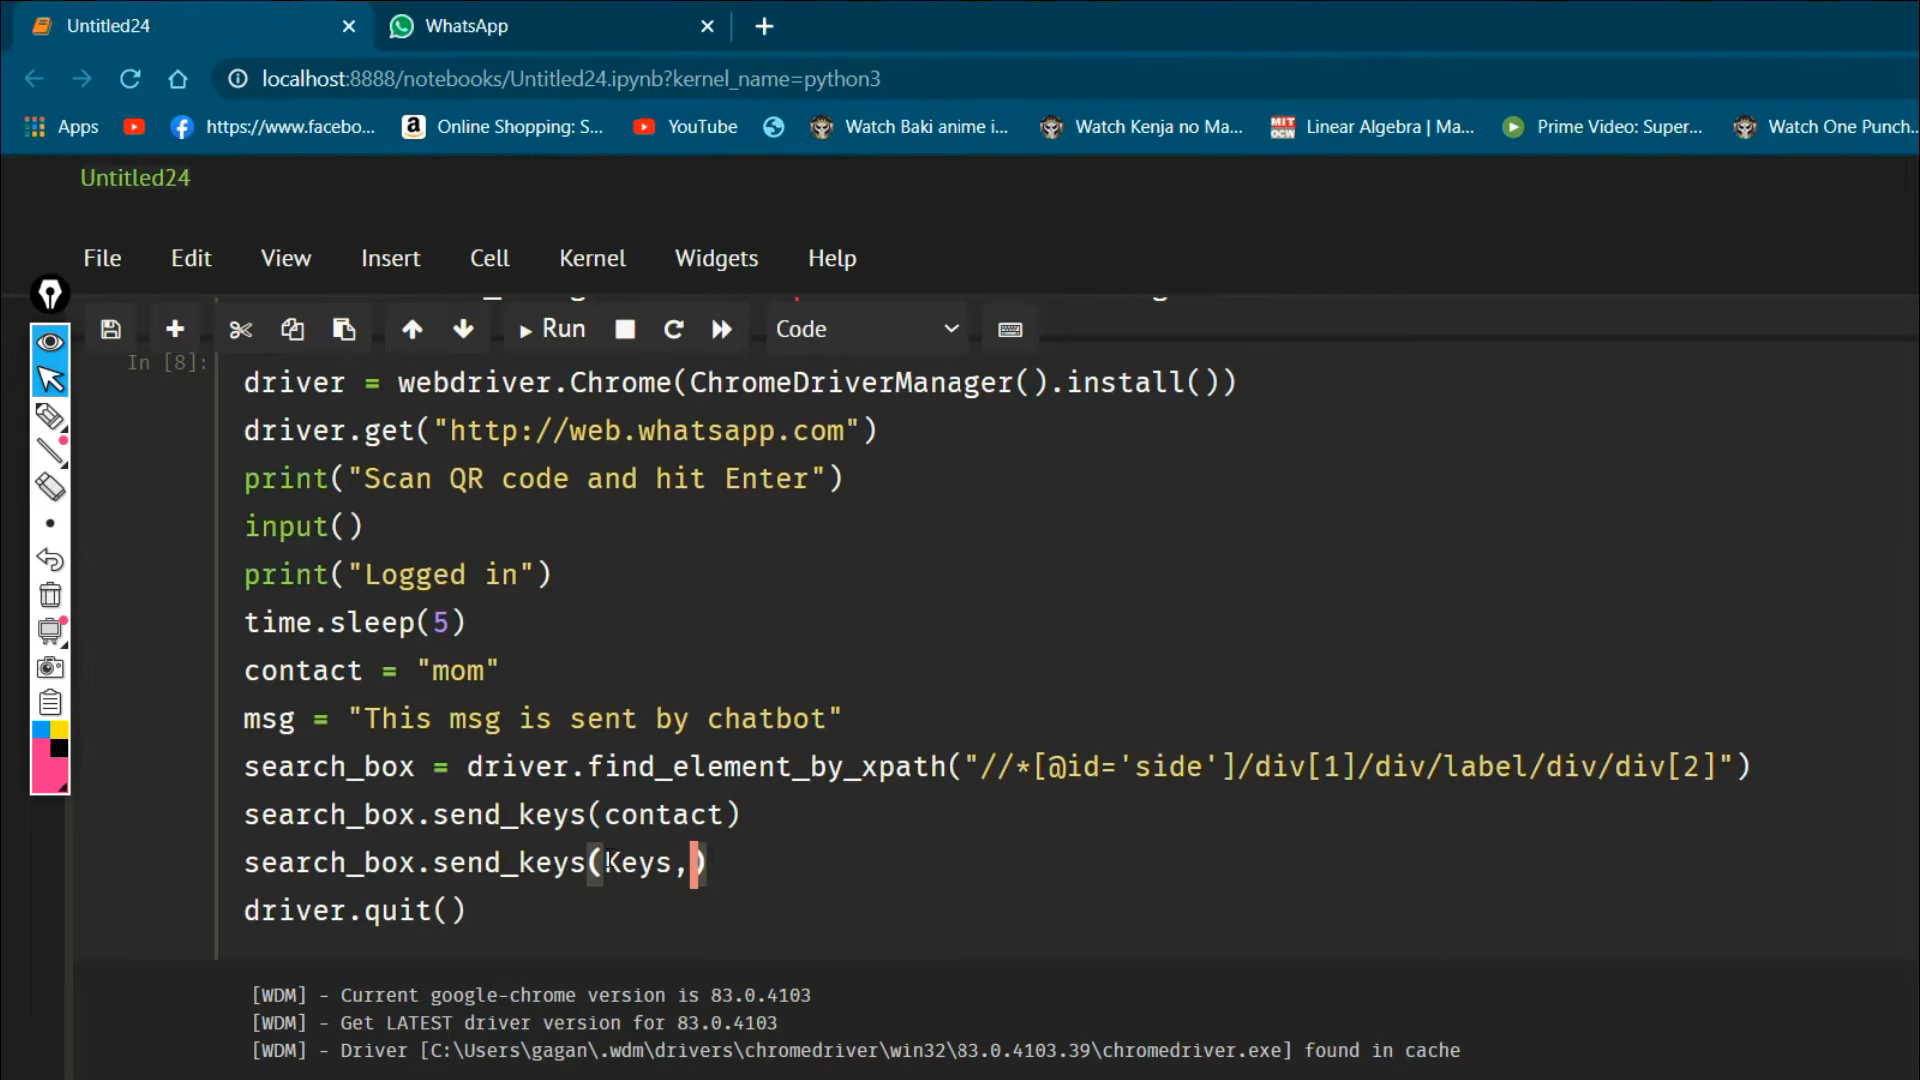 Untitled24
WhatsApp
localhost:8888/notebooks/Untitled24.ipynb?kernel_name=python3
Apps https://www.facebo... Online Shopping: S... YouTube Watch Baki anime i... Watch Kenja no Ma... MIT OCW Linear Algebra | Ma... Prime Video: Super... Watch One Punch...
Untitled24
File Edit View Insert Cell Kernel Widgets Help
Run Code
In [8]:
driver = webdriver.Chrome(ChromeDriverManager().install())
driver.get("http://web.whatsapp.com")
print("Scan QR code and hit Enter")
input()
print("Logged in")
time.sleep(5)
contact = "mom"
msg = "This msg is sent by chatbot"
search_box = driver.find_element_by_xpath("//*[@id='side']/div[1]/div/label/div/div[2]")
search_box.send_keys(contact)
search_box.send_keys(Keys,)
driver.quit()
[WDM] - Current google-chrome version is 83.0.4103
[WDM] - Get LATEST driver version for 83.0.4103
[WDM] - Driver [C:\Users\gagan\.wdm\drivers\chromedriver\win32\83.0.4103.39\chromedriver.exe] found in cache